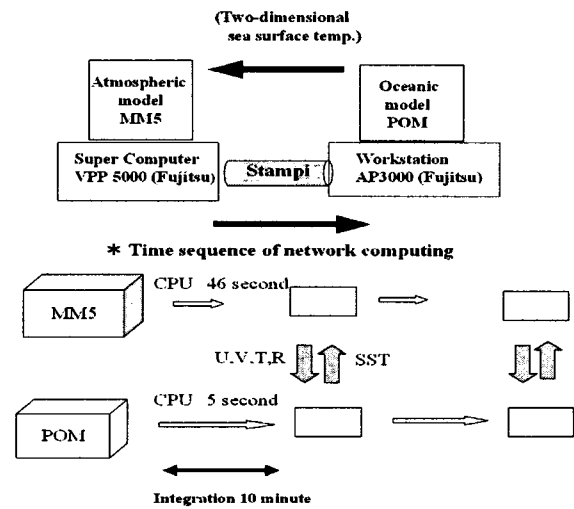 (Two-dimensional
sea surface temp.)
Atmospheric
model
MM5
Oceanic
model
POM
Super Computer
VPP 5000 (Fujitsu)
Stampi
Workstation
AP3000 (Fujitsu)
* Time sequence of network computing
MM5
CPU 46 second
U,V,T,R
SST
POM
CPU 5 second
Integration 10 minute